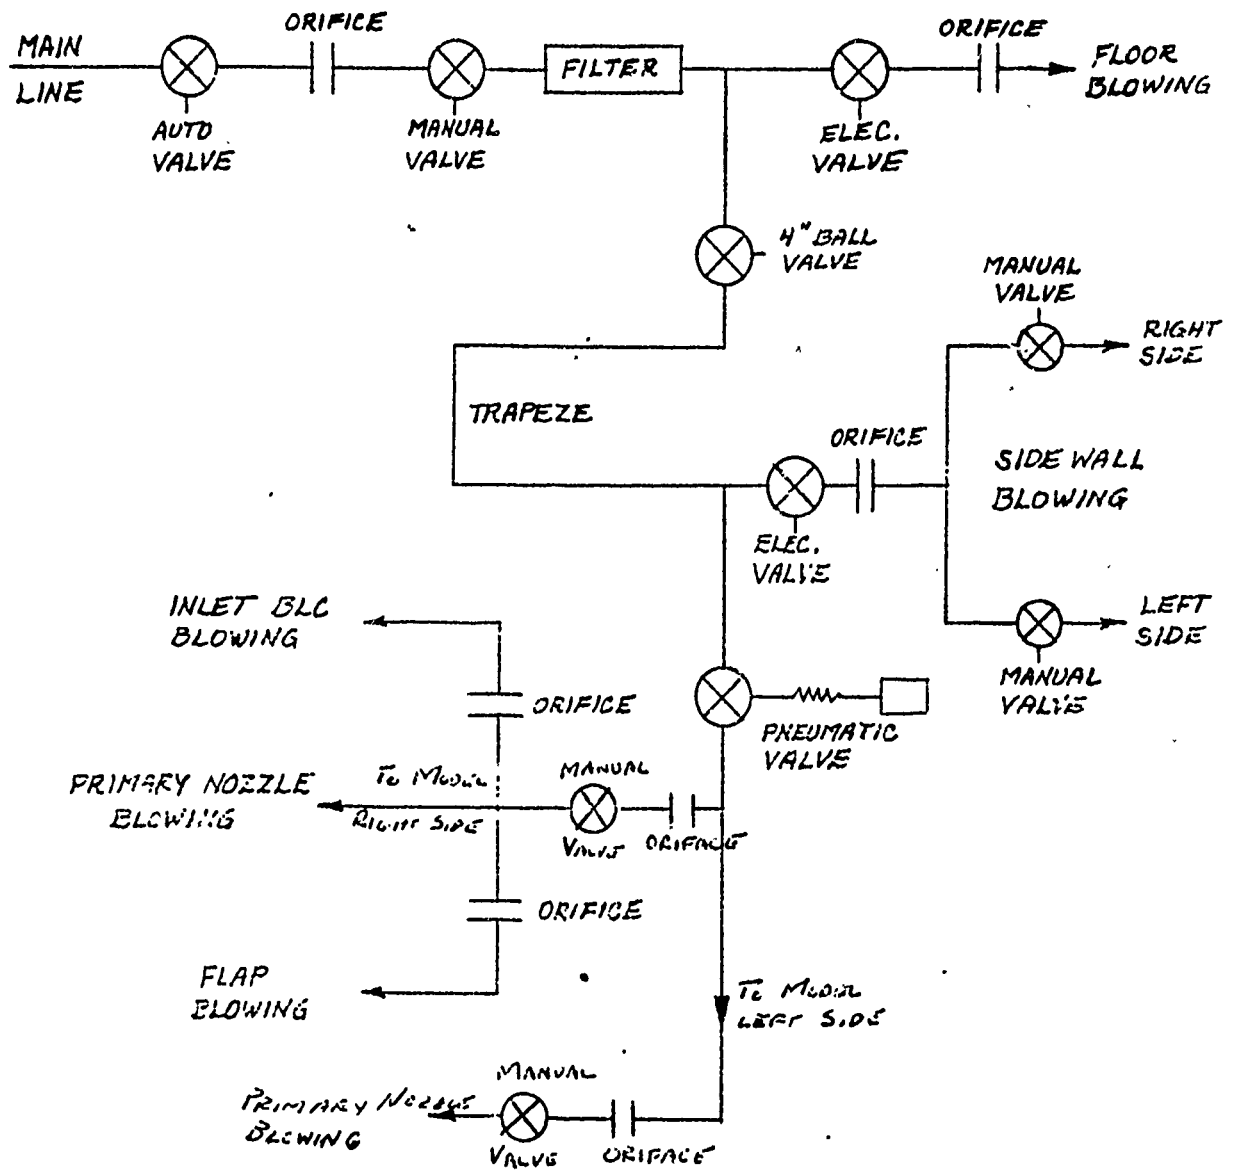 MAIN
LINE
ORIFICE
AUTO
VALVE
MANUAL
VALVE
FILTER
ELEC.
VALVE
ORIFICE
FLOOR
BLOWING
4" BALL
VALVE
MANUAL
VALVE
RIGHT
SIDE
TRAPEZE
ORIFICE
SIDE WALL
BLOWING
ELEC.
VALVE
LEFT
SIDE
MANUAL
VALVE
INLET BLC
BLOWING
ORIFICE
PNEUMATIC
VALVE
PRIMARY NOZZLE
BLOWING
To MODEL
RIGHT SIDE
MANUAL
VALVE
ORIFACE
ORIFICE
FLAP
BLOWING
To MODEL
LEFT SIDE
PRIMARY NOZZLE
BLOWING
MANUAL
VALVE
ORIFACE